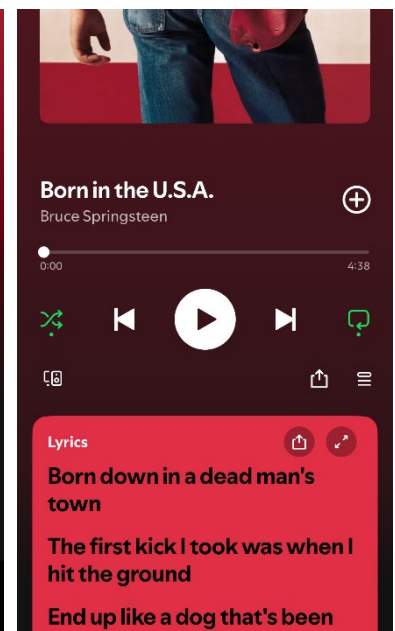 Born in the U.S.A.
Bruce Springsteen
0:00
4:38
Lyrics
Born down in a dead man's
town
The first kick I took was when I
hit the ground
End up like a dog that's been